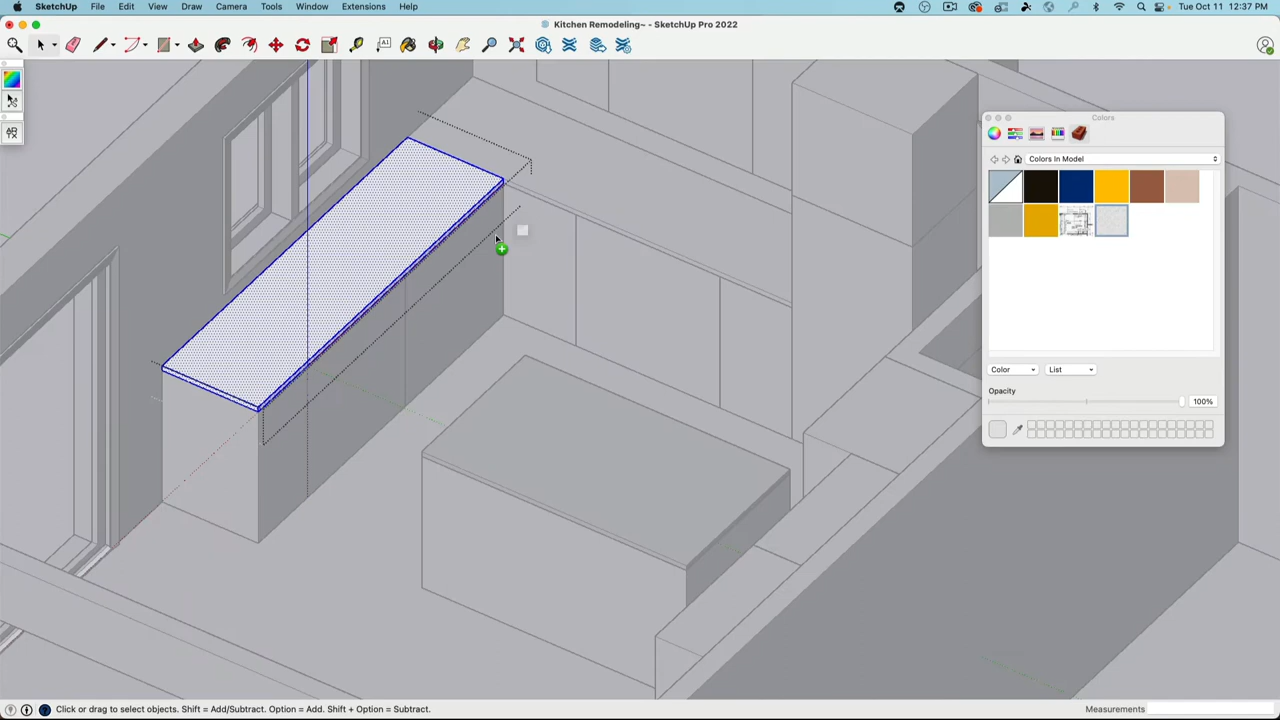 SketchUp File Edit View Draw Camera Tools Window Extensions Help
Tue Oct 11 12:37 PM
Kitchen Remodeling~ - SketchUp Pro 2022
A1
Colors
Colors In Model
Color
List
Opacity
100%
Click or drag to select objects. Shift = Add/Subtract. Option = Add. Shift + Option = Subtract.
Measurements